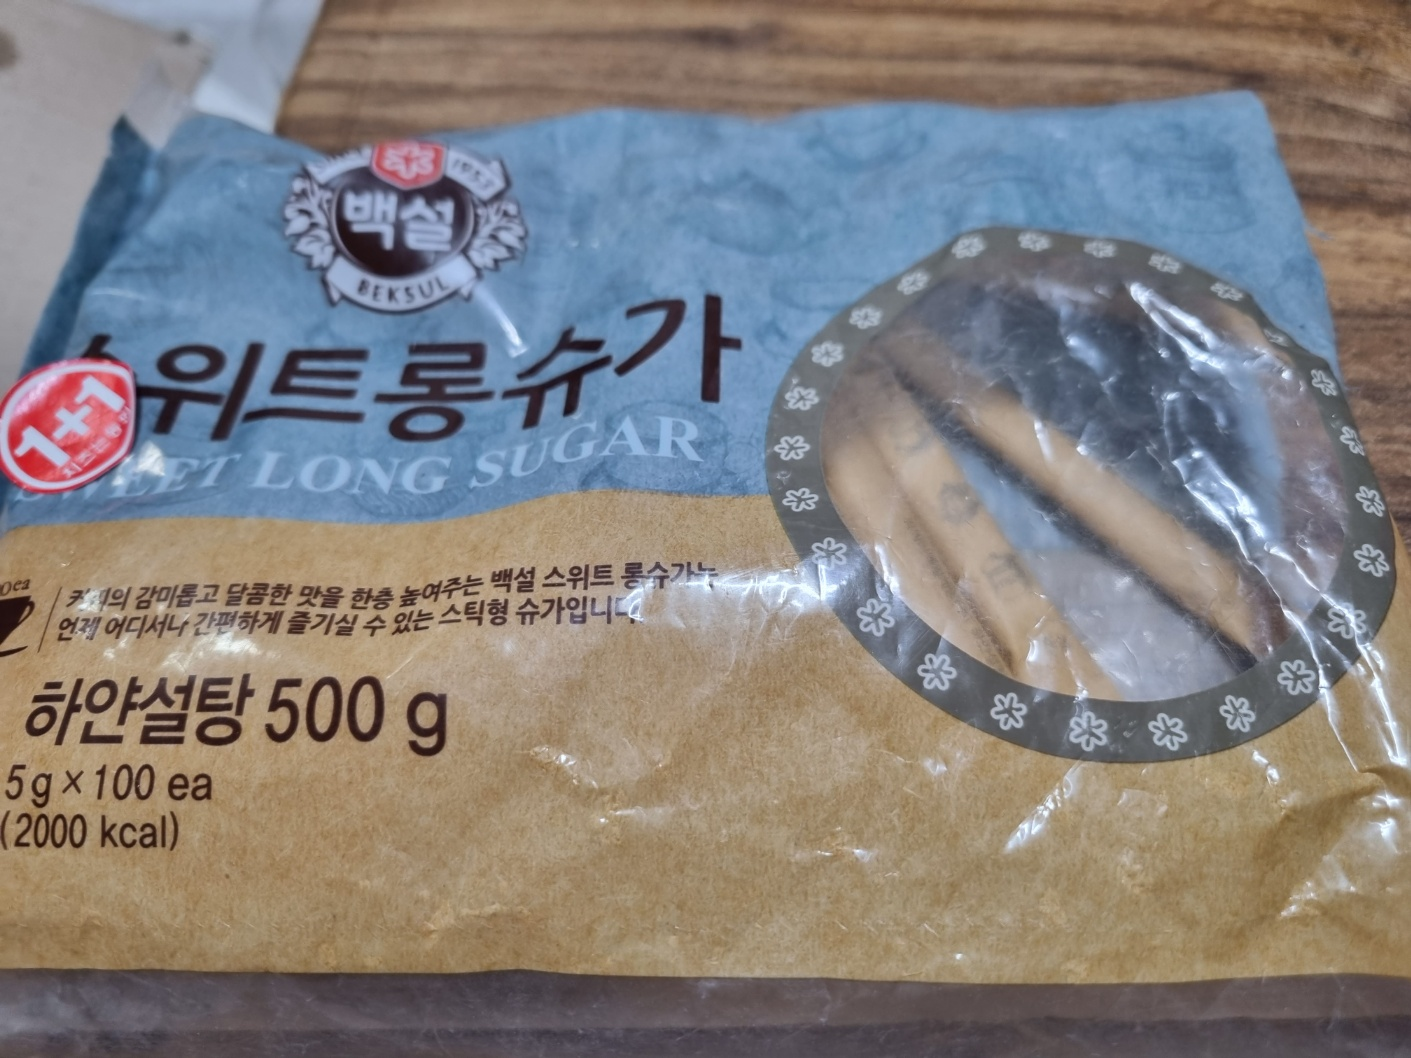 1953
백설
BEKSUL
스위트롱슈가
SWEET LONG SUGAR
1+1
커피의 감미롭고 달콤한 맛을 한층 높여주는 백설 스위트 롱슈가는
언제 어디서나 간편하게 즐기실 수 있는 스틱형 슈가입니다
하얀설탕 500 g
5 g × 100 ea
(2000 kcal)